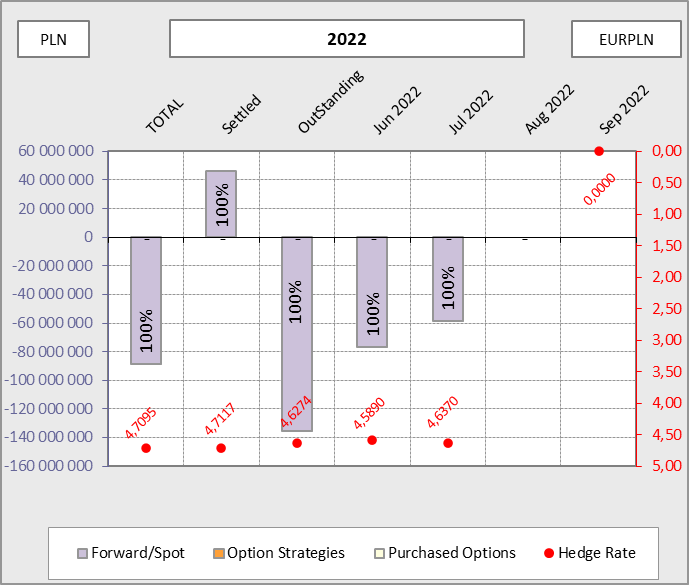 PLN
2022
EURPLN
TOTAL
Settled
OutStanding
Jun 2022
Jul 2022
Aug 2022
Sep 2022
60 000 000
40 000 000
20 000 000
0
-20 000 000
-40 000 000
-60 000 000
-80 000 000
-100 000 000
-120 000 000
-140 000 000
-160 000 000
100%
100%
100%
100%
100%
4,7095
4,7117
4,6274
4,5890
4,6370
0,0000
0,00
0,50
1,00
1,50
2,00
2,50
3,00
3,50
4,00
4,50
5,00
Forward/Spot
Option Strategies
Purchased Options
Hedge Rate